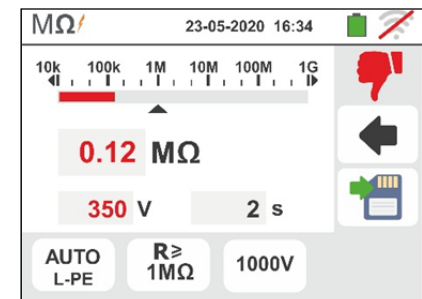 MΩ 23-05-2020 16:34
10k 100k 1M 10M 100M 1G
0.12 MΩ
350 V 2 s
AUTO R≥ 1000V
L-PE 1MΩ